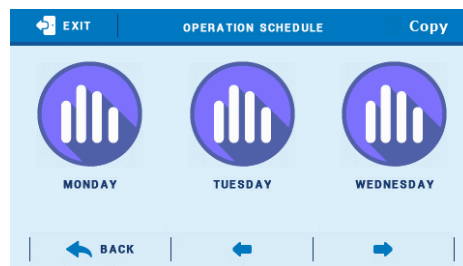 EXIT OPERATION SCHEDULE Copy
MONDAY TUESDAY WEDNESDAY
BACK